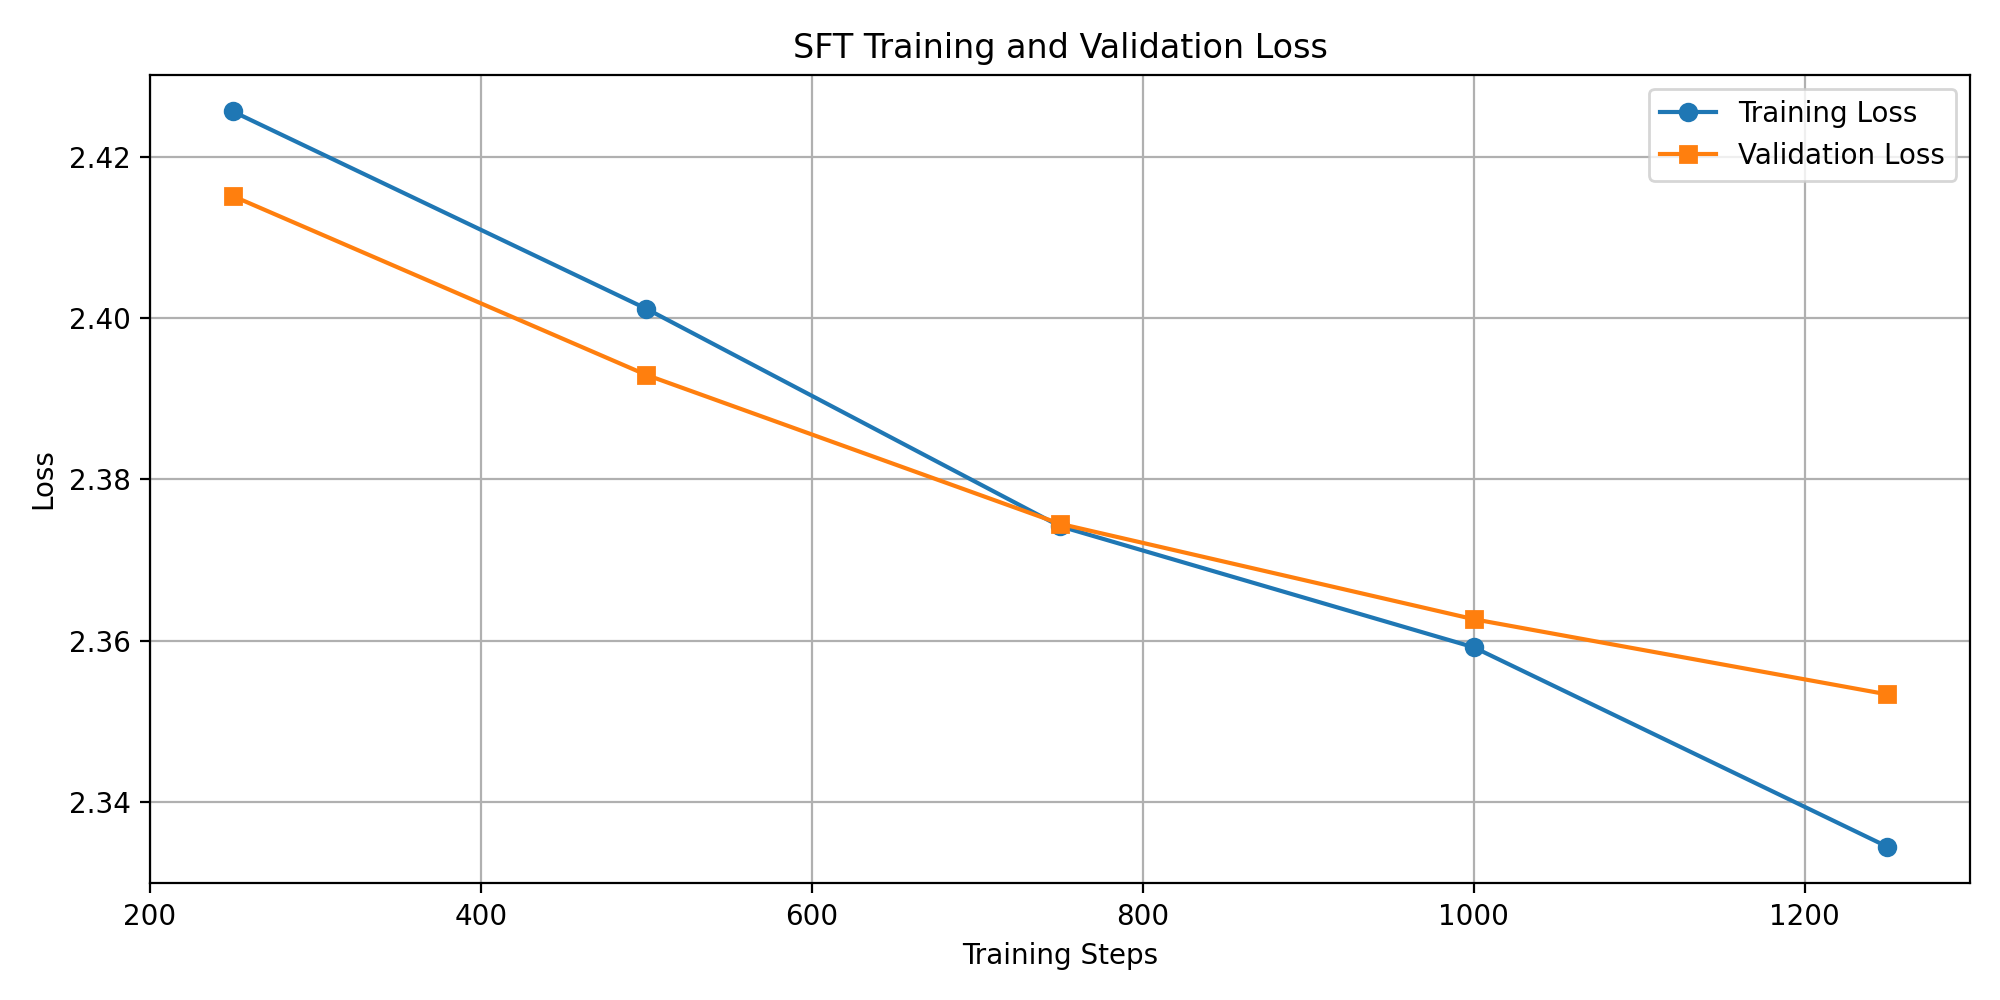 SFT Training and Validation Loss
Training Loss
Validation Loss
2.42
2.40
2.38
2.36
2.34
Loss
200
400
600
800
1000
1200
Training Steps